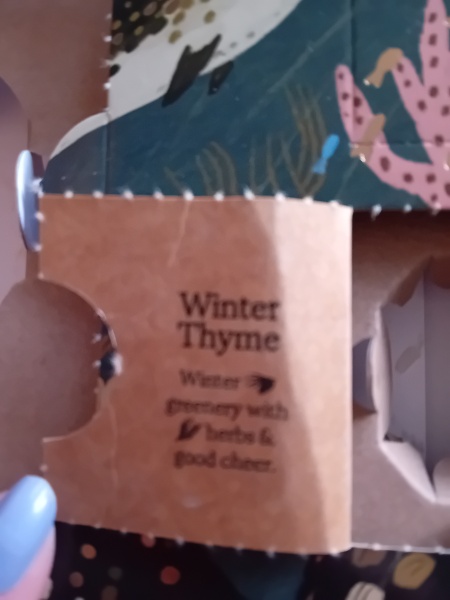 Winter
Thyme
Winter
greenery with
herbs &
good cheer.